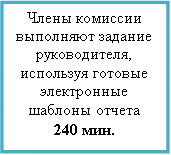 Члены комиссии
выполняют задание
руководителя,
используя готовые
электронные
шаблоны отчета
240 мин.